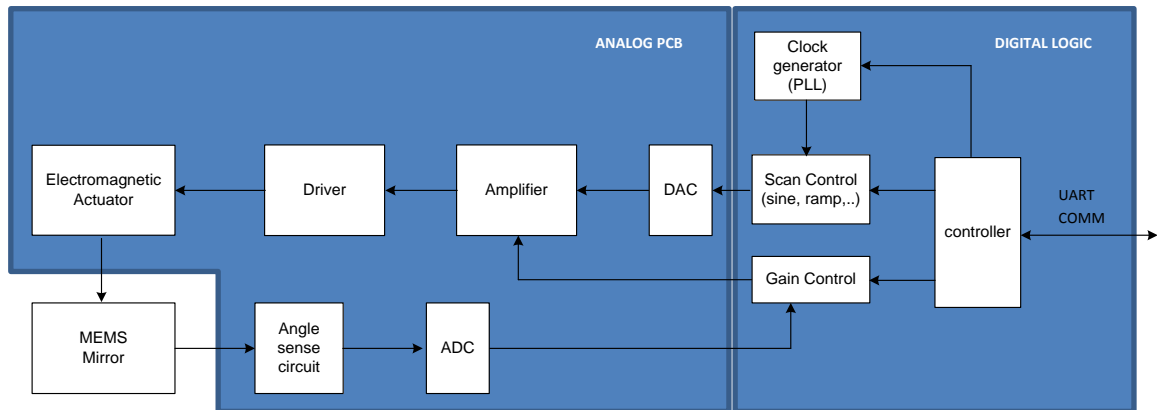 ANALOG PCB
DIGITAL LOGIC
Clock
generator
(PLL)
Electromagnetic
Actuator
Driver
Amplifier
DAC
Scan Control
(sine, ramp,..)
controller
UART
COMM
Gain Control
MEMS
Mirror
Angle
sense
circuit
ADC